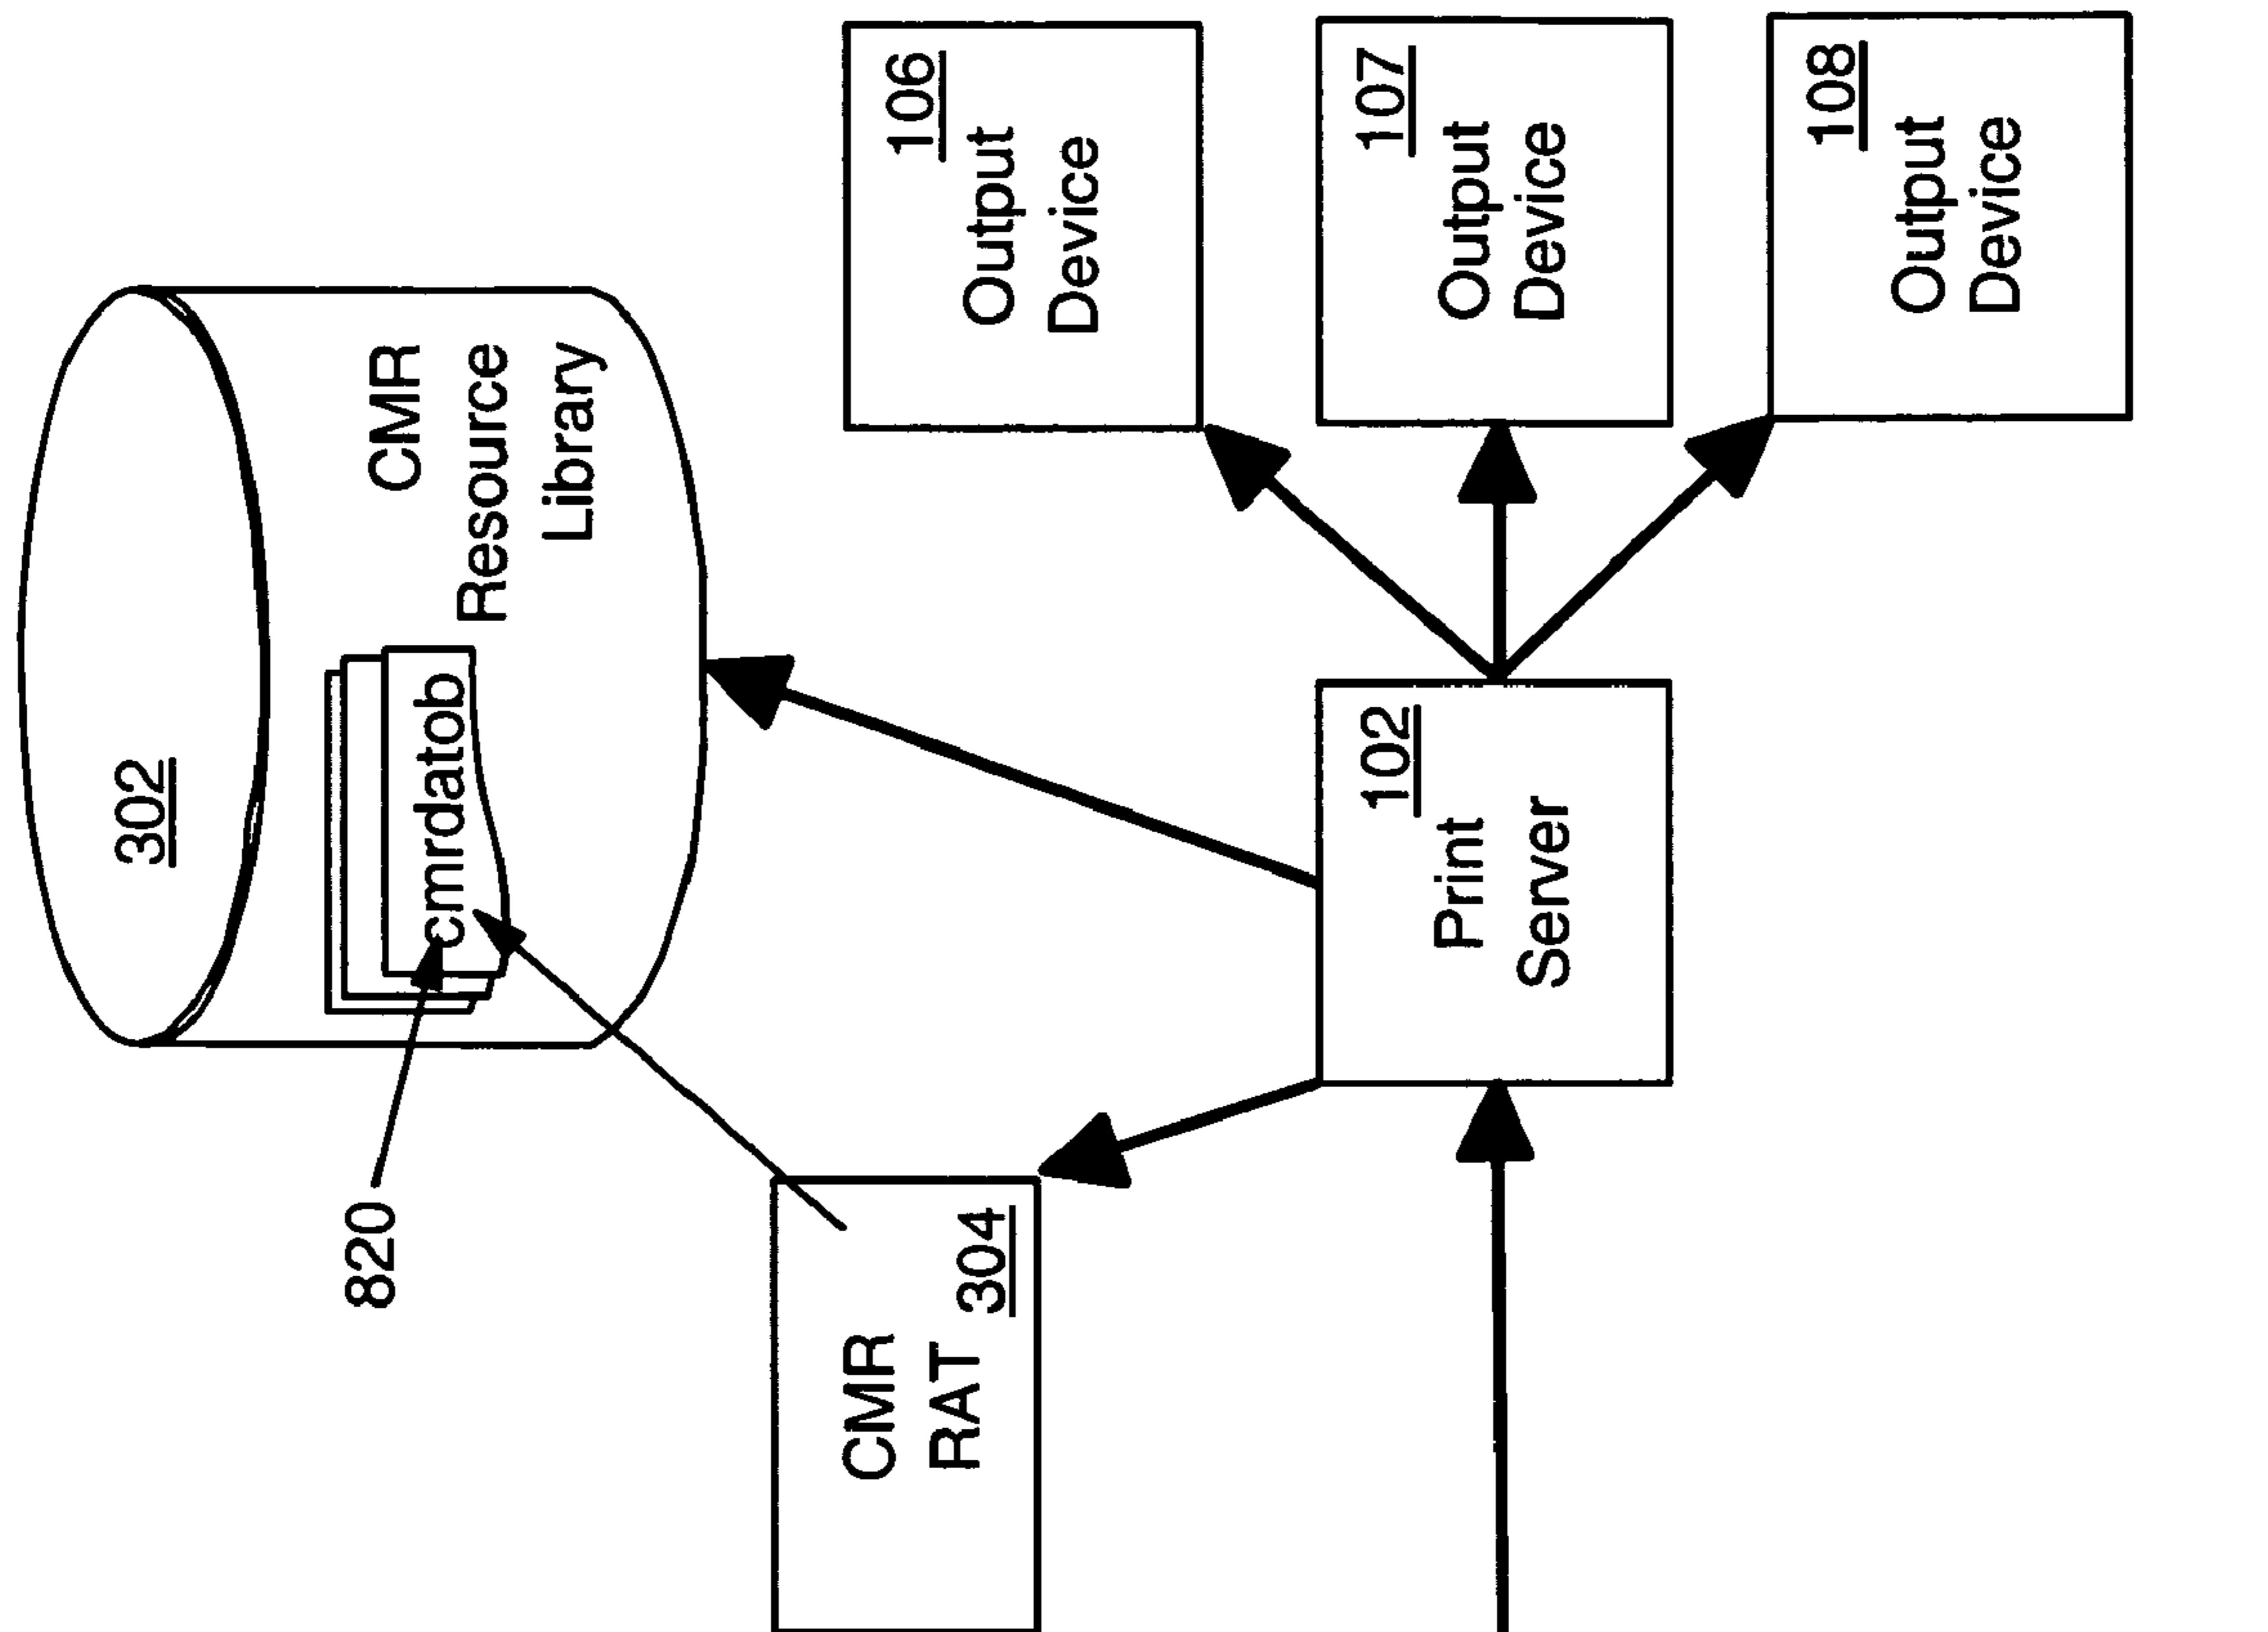 302
cmrdatob
CMR
Resource
Library
820
CMR
RAT
304
102
Print
Server
106
Output
Device
107
Output
Device
108
Output
Device